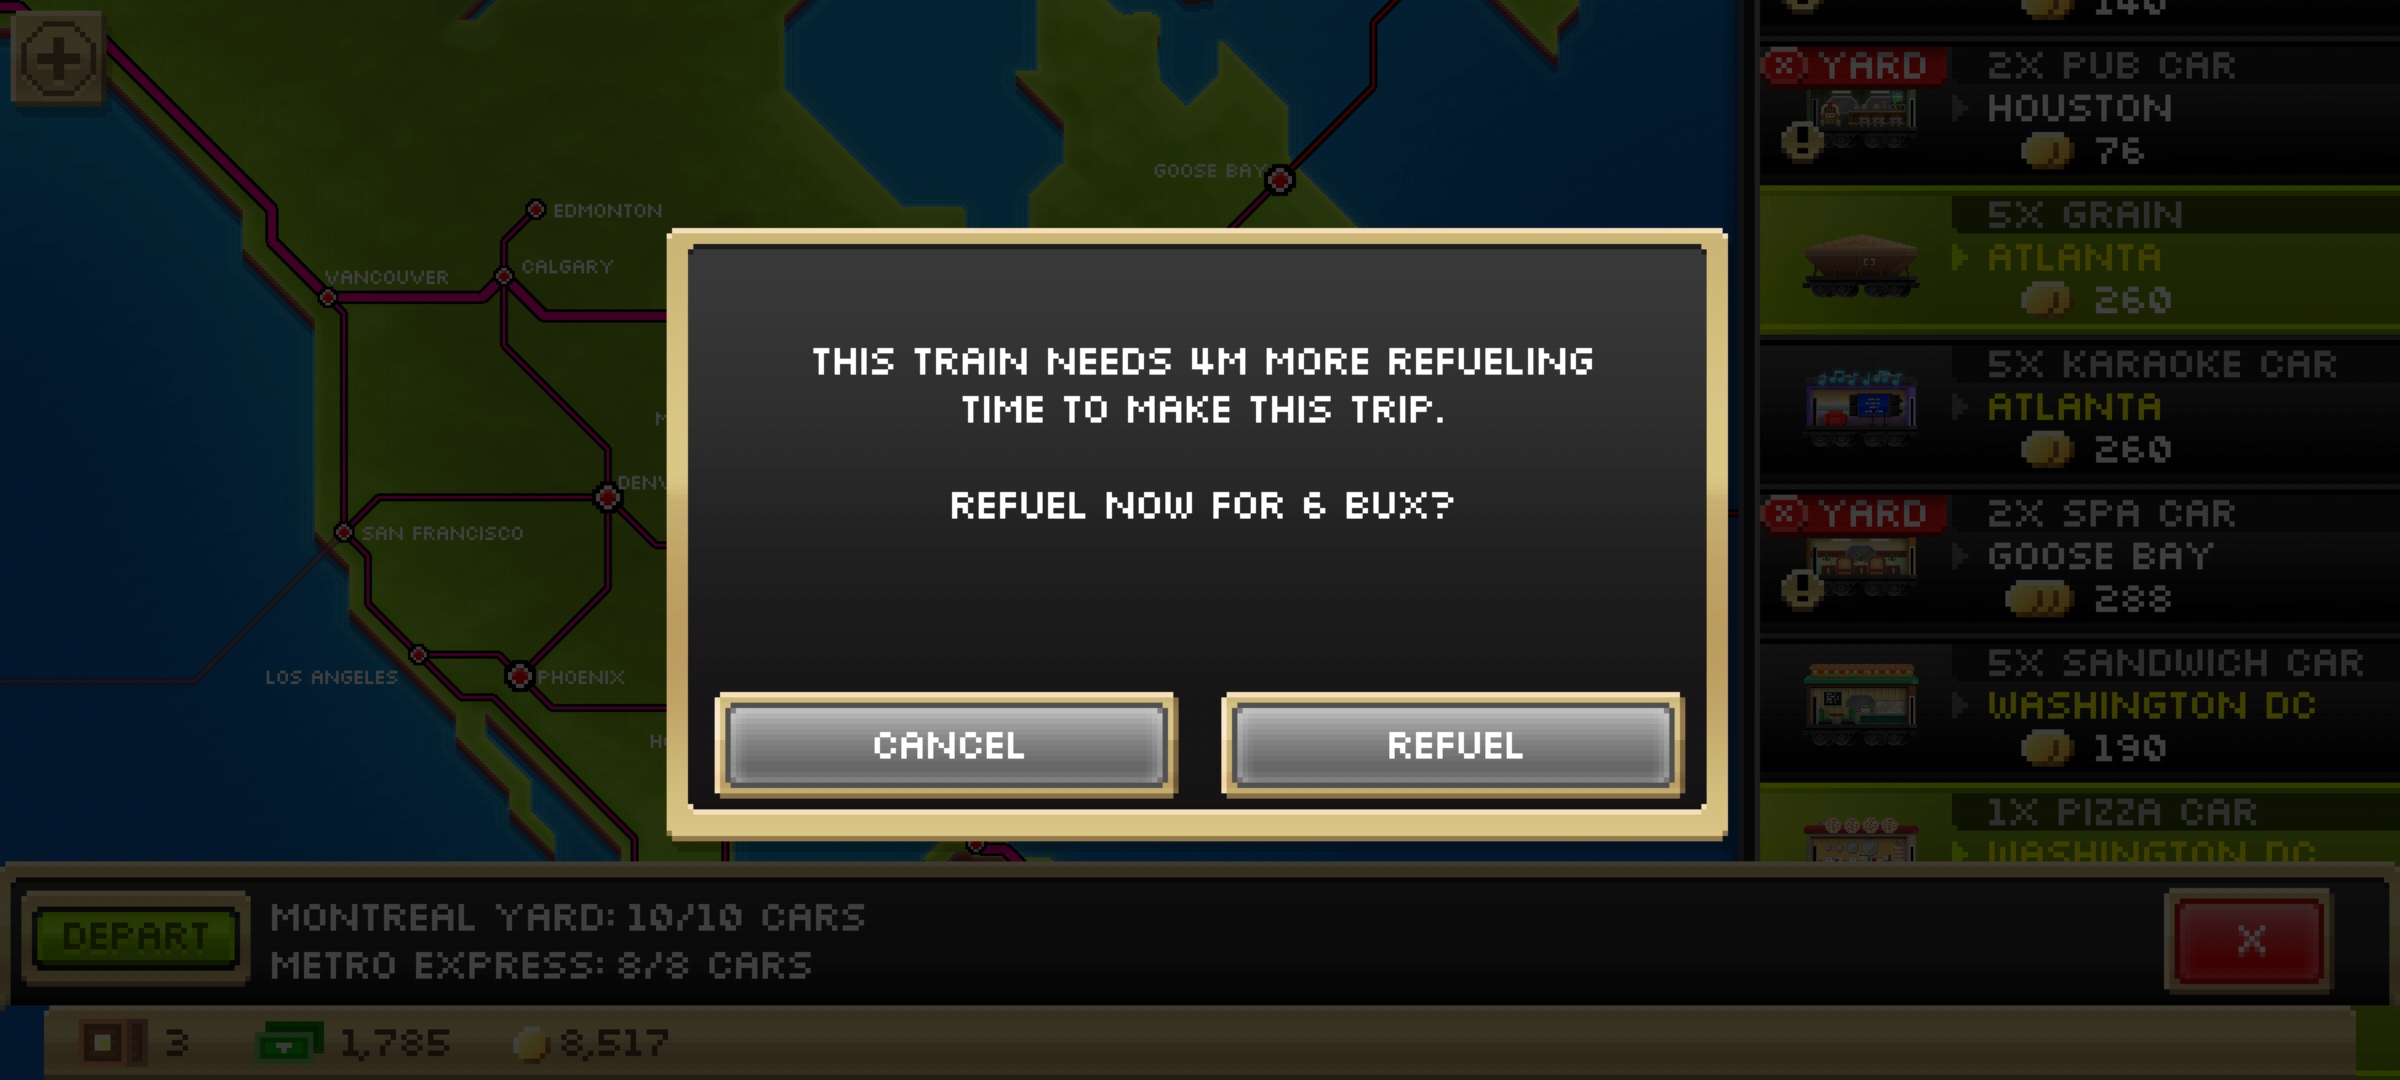 140
YARD
2X PUB CAR
HOUSTON
76
GOOSE BAY
5X GRAIN
EDMONTON
ATLANTA
CALGARY
VANCOUVER
260
THIS TRAIN NEEDS 4M MORE REFUELING
TIME TO MAKE THIS TRIP.
5X KARAOKE CAR
ATLANTA
260
REFUEL NOW FOR 6 BUX?
SAN FRANCISCO
YARD
2X SPA CAR
GOOSE BAY
288
LOS ANGELES
PHOENIX
5X SANDWICH CAR
WASHINGTON DC
190
CANCEL
REFUEL
1X PIZZA CAR
WASHINGTON DC
DEPART
MONTREAL YARD: 10/10 CARS
METRO EXPRESS: 8/8 CARS
X
3
1,785
8,517